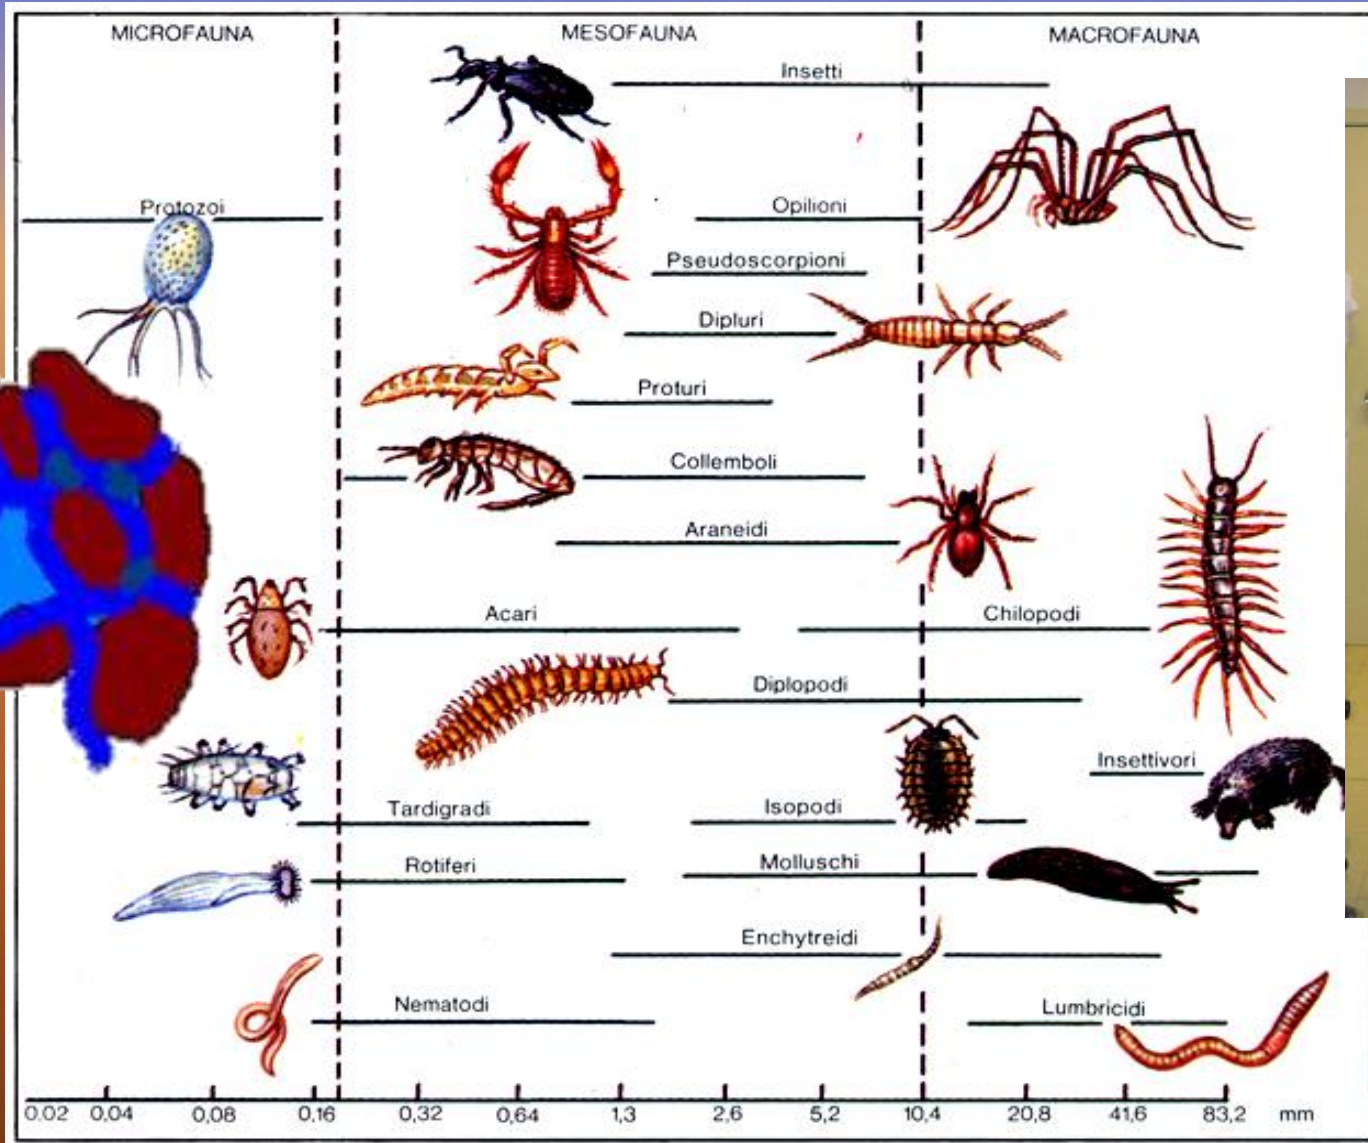 MICROFAUNA MESOFAUNA MACROFAUNA
Insetti
Protozoi
Opilioni
Pseudoscorpioni
Dipluri
Proturi
Collemboli
Araneidi
Acari
Chilopodi
Diplopodi
Insettivori
Tardigradi
Isopodi
Rotiferi
Molluschi
Enchytreidi
Nematodi
Lumbricidi
0.02 0,04 0,08 0,16 0,32 0,64 1,3 2,6 5,2 10,4 20,8 41,6 83,2 mm